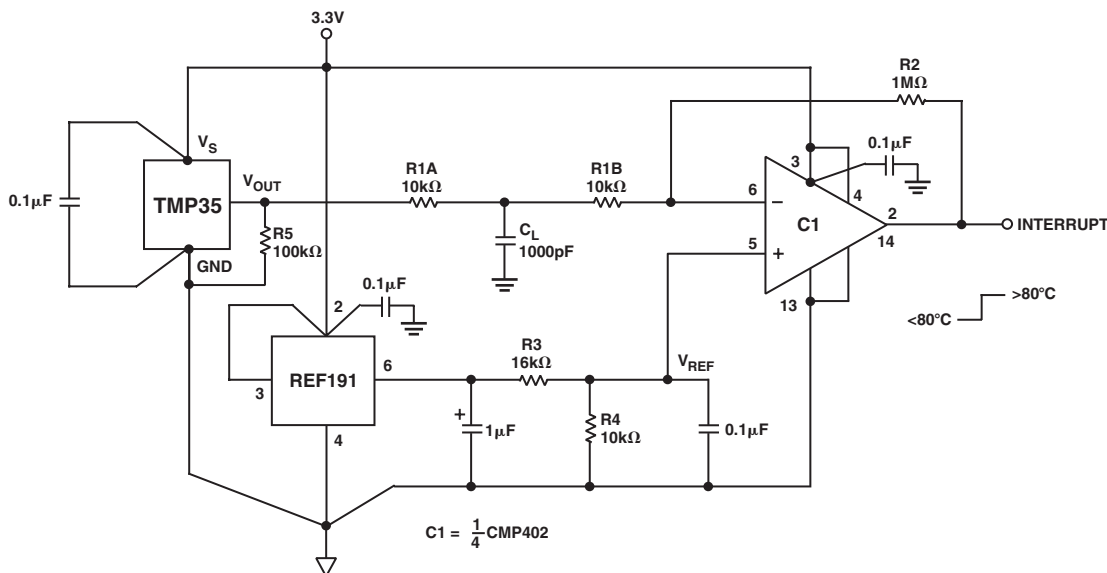 3.3V
R2
1MΩ
0.1μF
VS
VOUT
TMP35
0.1μF
R5
100kΩ
GND
R1A
10kΩ
CL
1000pF
R1B
10kΩ
3
6
−
4
C1
2
14
5
+
13
INTERRUPT
<80°C
>80°C
0.1μF
2
REF191
3
6
4
R3
16kΩ
VREF
+
1μF
R4
10kΩ
0.1μF
C1 = 1/4 CMP402